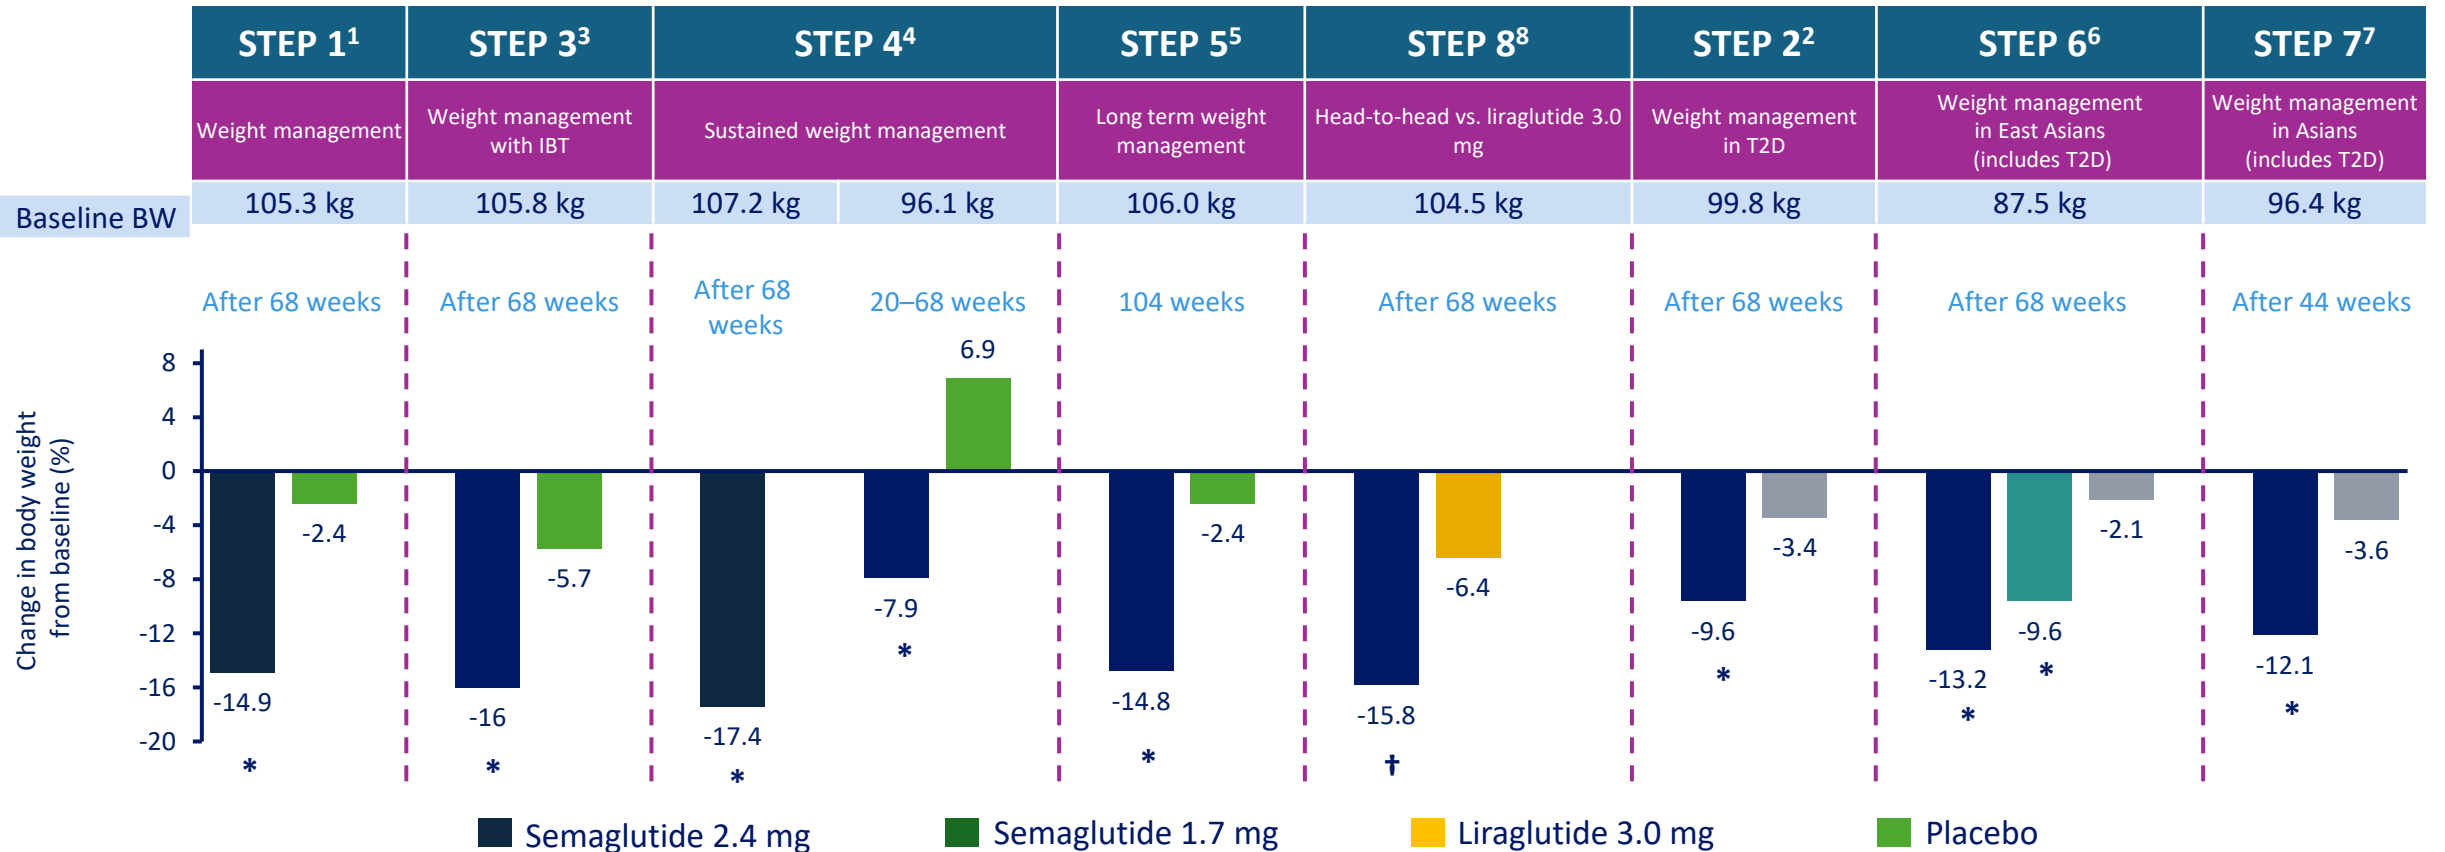 STEP 1¹
STEP 3³
STEP 4⁴
STEP 5⁵
STEP 8⁸
STEP 2²
STEP 6⁶
STEP 7⁷
Weight management
Weight management
with IBT
Sustained weight management
Long term weight
management
Head-to-head vs. liraglutide 3.0
mg
Weight management
in T2D
Weight management
in East Asians
(includes T2D)
Weight management
in Asians
(includes T2D)
Baseline BW
105.3 kg
105.8 kg
107.2 kg
96.1 kg
106.0 kg
104.5 kg
99.8 kg
87.5 kg
96.4 kg
After 68 weeks
After 68 weeks
After 68
weeks
20–68 weeks
104 weeks
After 68 weeks
After 68 weeks
After 68 weeks
After 44 weeks
Change in body weight
from baseline (%)
8
4
0
-4
-8
-12
-16
-20
-14.9
*
-2.4
-16
*
-5.7
-17.4
*
-7.9
*
6.9
-14.8
*
-2.4
-15.8
†
-6.4
-9.6
*
-3.4
-13.2
*
-9.6
*
-2.1
-12.1
*
-3.6
Semaglutide 2.4 mg
Semaglutide 1.7 mg
Liraglutide 3.0 mg
Placebo